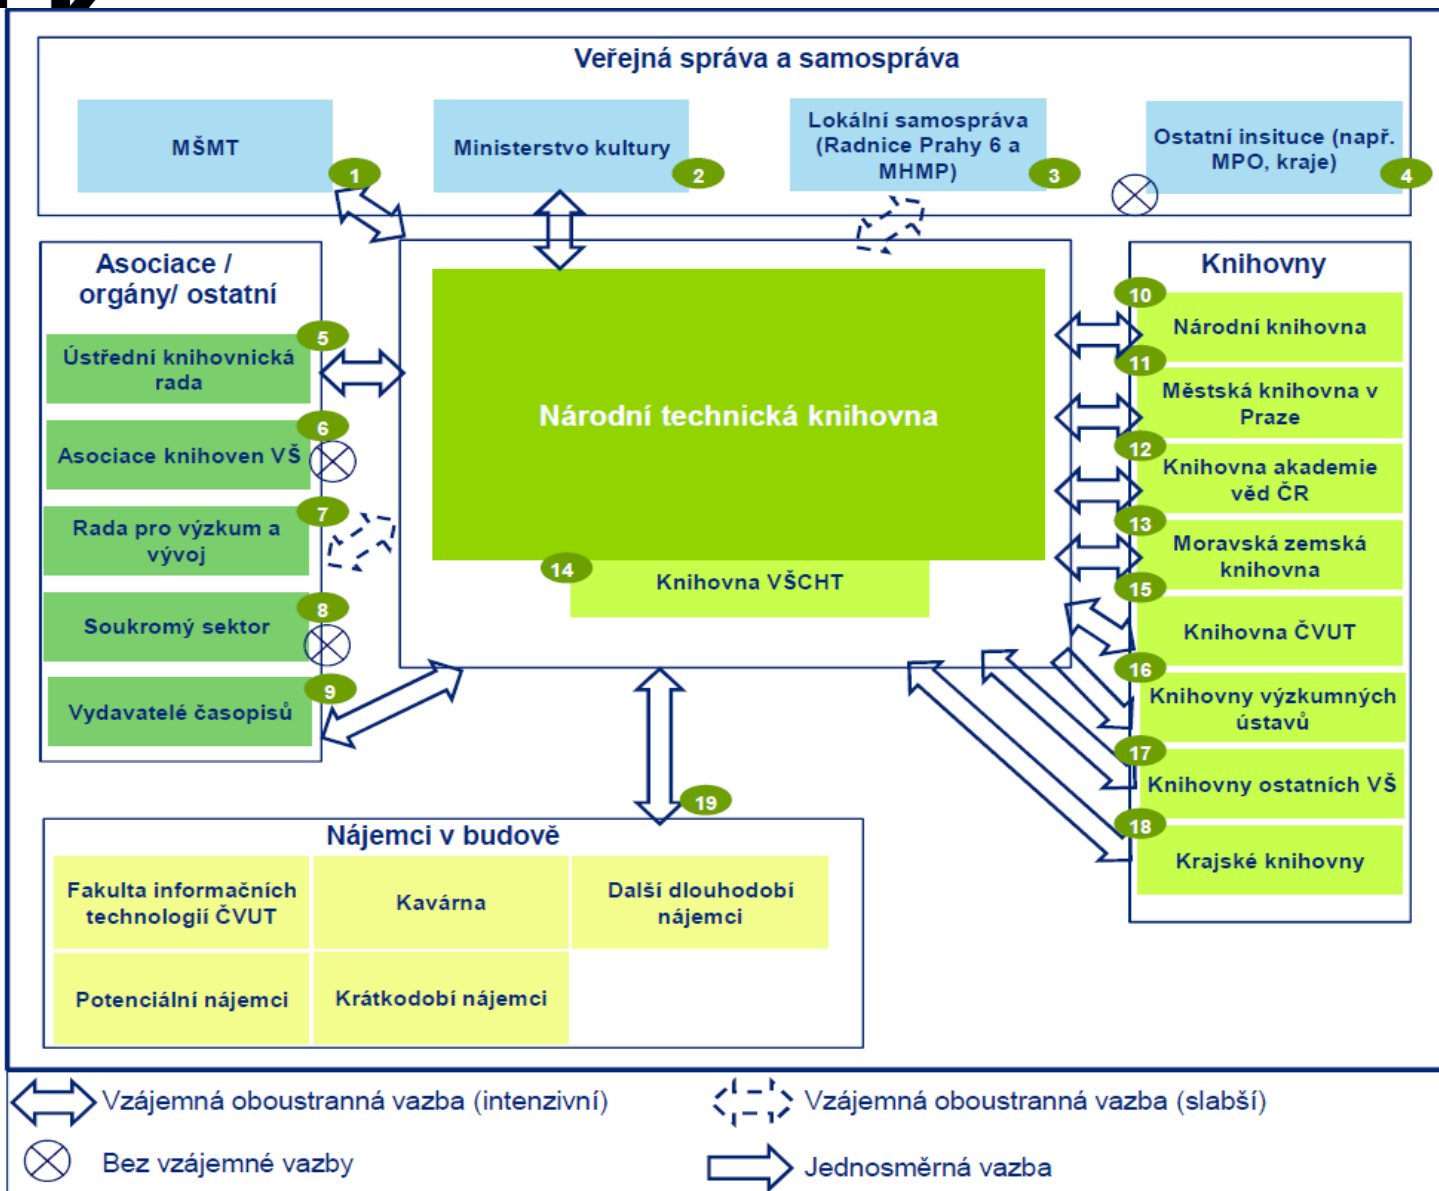 Veřejná správa a samospráva
MŠMT
1
Ministerstvo kultury
2
Lokální samospráva
(Radnice Prahy 6 a
MHMP)
3
Ostatní insituce (např.
MPO, kraje)
4
Asociace /
orgány/ ostatní
5
Ústřední knihovnická
rada
6
Asociace knihoven VŠ
7
Rada pro výzkum a
vývoj
8
Soukromý sektor
9
Vydavatelé časopisů
Národní technická knihovna
14
Knihovna VŠCHT
Knihovny
10
Národní knihovna
11
Městská knihovna v
Praze
12
Knihovna akademie
věd ČR
13
Moravská zemská
knihovna
15
Knihovna ČVUT
16
Knihovny výzkumných
ústavů
17
Knihovny ostatních VŠ
18
Krajské knihovny
19
Nájemci v budově
Fakulta informačních
technologií ČVUT
Kavárna
Další dlouhodobí
nájemci
Potenciální nájemci
Krátkodobí nájemci
Vzájemná oboustranná vazba (intenzivní)
Vzájemná oboustranná vazba (slabší)
Bez vzájemné vazby
Jednosměrná vazba